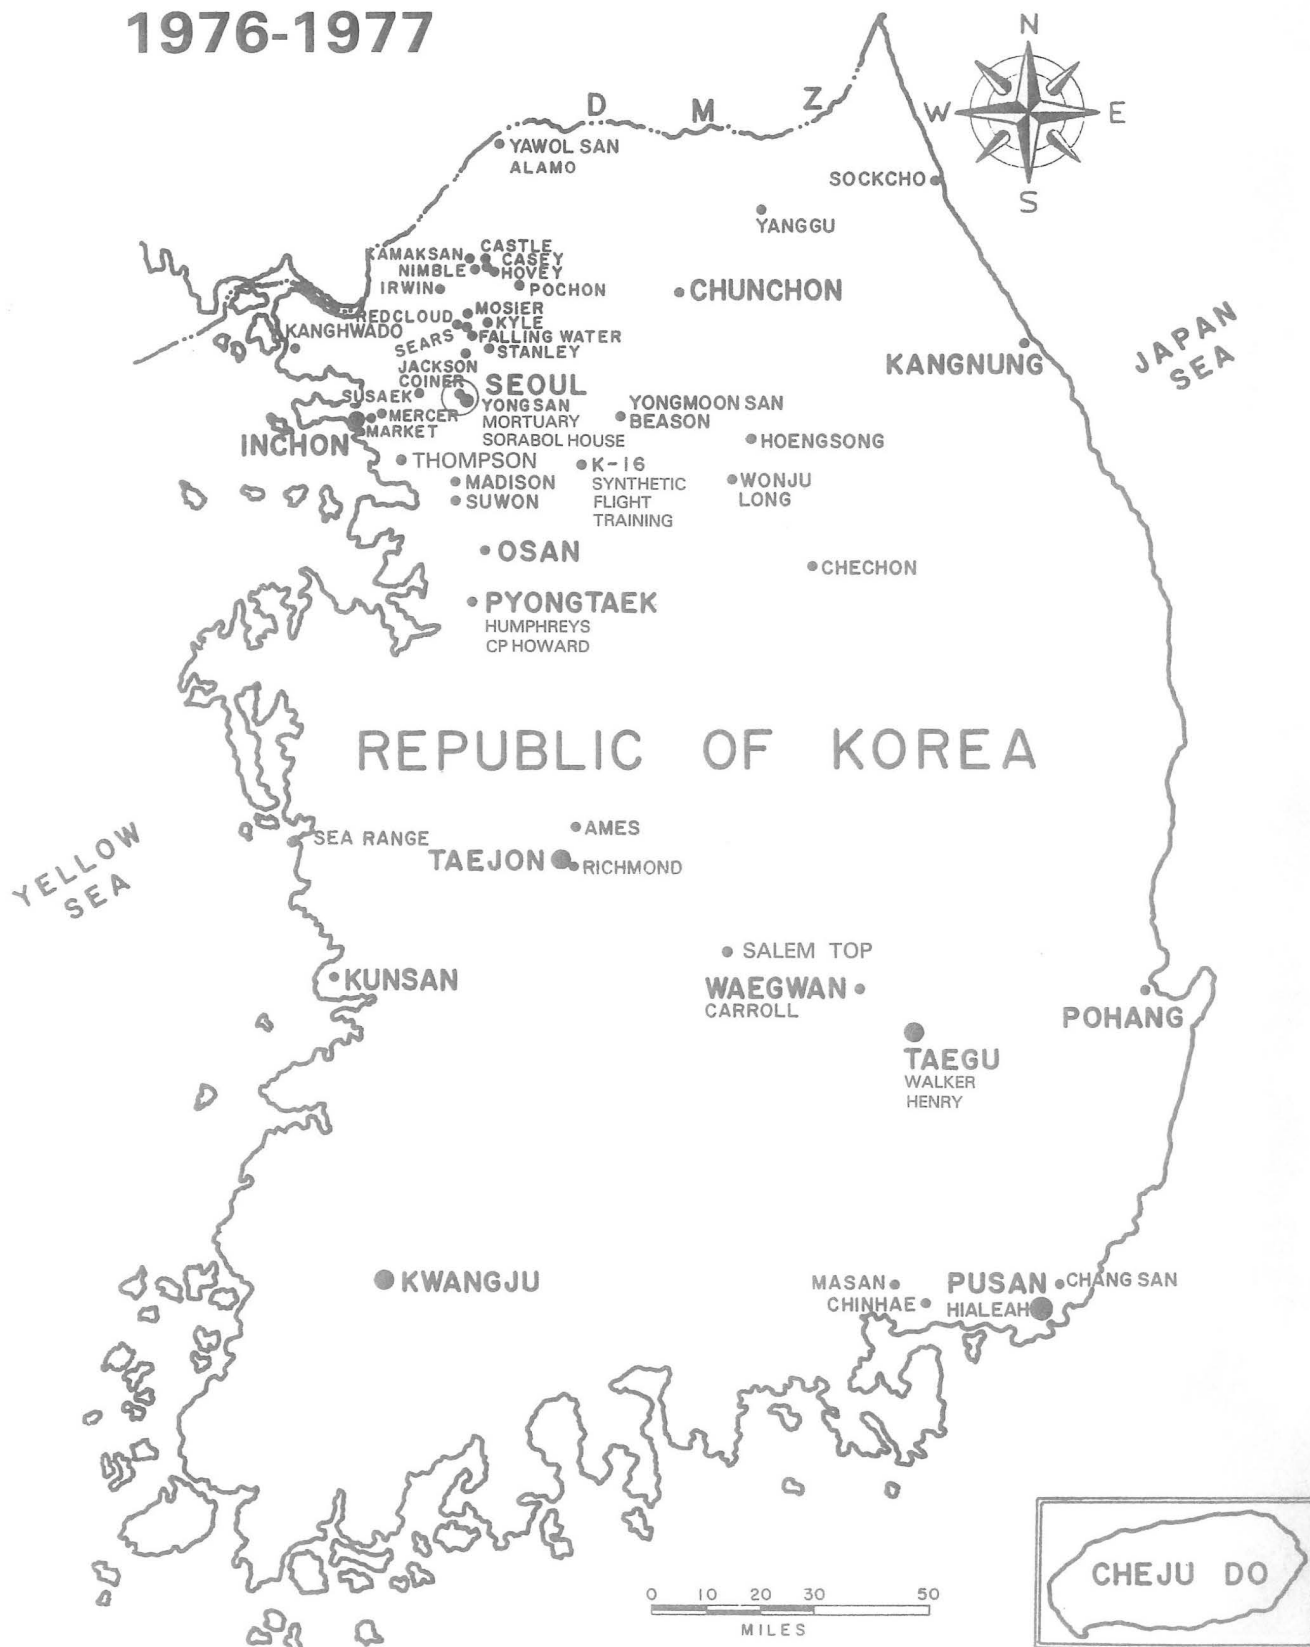 1976-1977
N
W
E
S
D M Z
YAWOL SAN
ALAMO
SOCKCHO
YANGGU
KAMAKSAN
CASTLE
CASEY
NIMBLE
HOVEY
IRWIN
POCHON
CHUNCHON
REDCLOUD
MOSIER
KYLE
KANGHWADO
FALLING WATER
SEARS
STANLEY
JACKSON
KANGNUNG
JAPAN
SEA
COINER
SEOUL
SUSAEK
YONGSAN
MORTUARY
SORABOL HOUSE
MERCER
MARKET
INCHON
YONGMOON SAN
BEASON
HOENGSONG
THOMPSON
K-16
SYNTHETIC
FLIGHT
TRAINING
MADISON
SUWON
WONJU
LONG
OSAN
CHECHON
PYONGTAEK
HUMPHREYS
CP HOWARD
REPUBLIC OF KOREA
SEA RANGE
AMES
TAEJON
RICHMOND
YELLOW
SEA
SALEM TOP
KUNSAN
WAEGWAN
CARROLL
POHANG
TAEGU
WALKER
HENRY
KWANGJU
MASAN
PUSAN
CHANG SAN
CHINHAE
HIALEAH
CHEJU DO
0 10 20 30 50
MILES